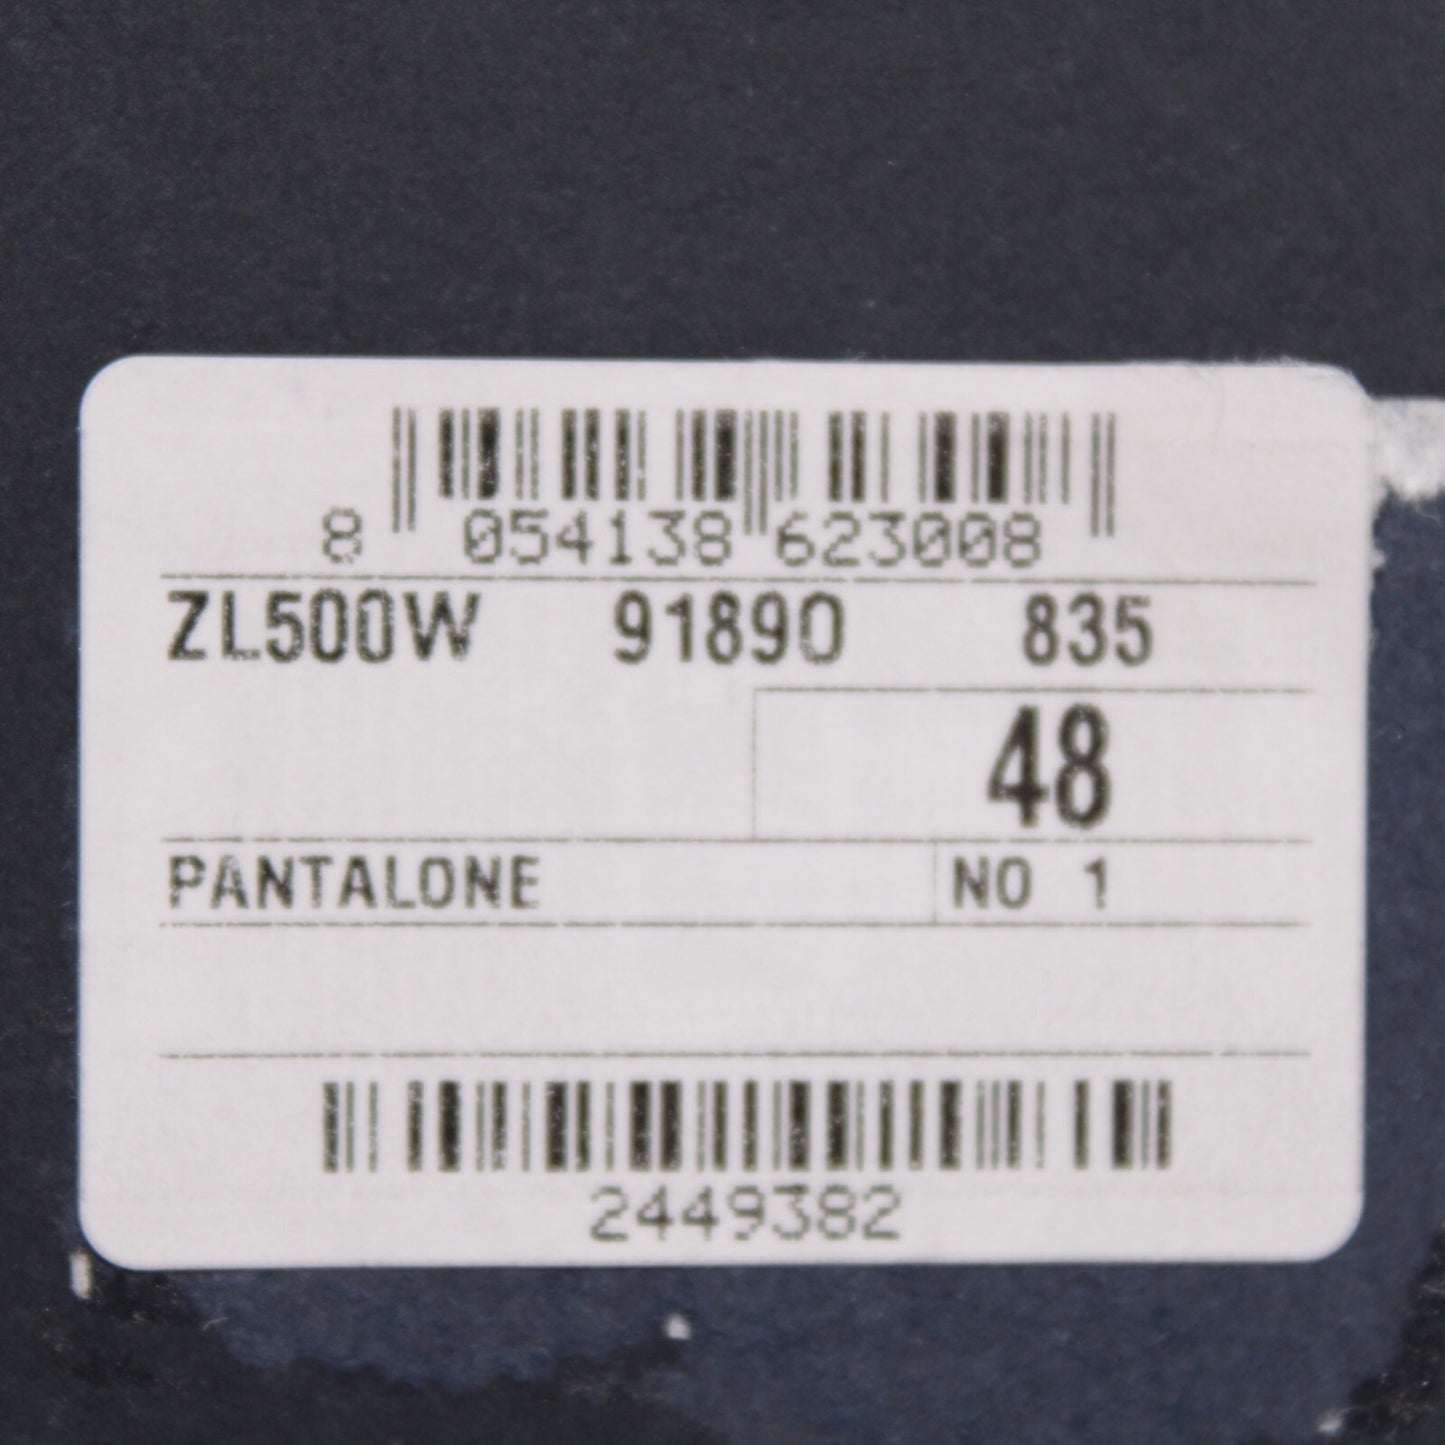 8 054138 623008
ZL500W 91890 835
48
PANTALONE NO 1
2449382